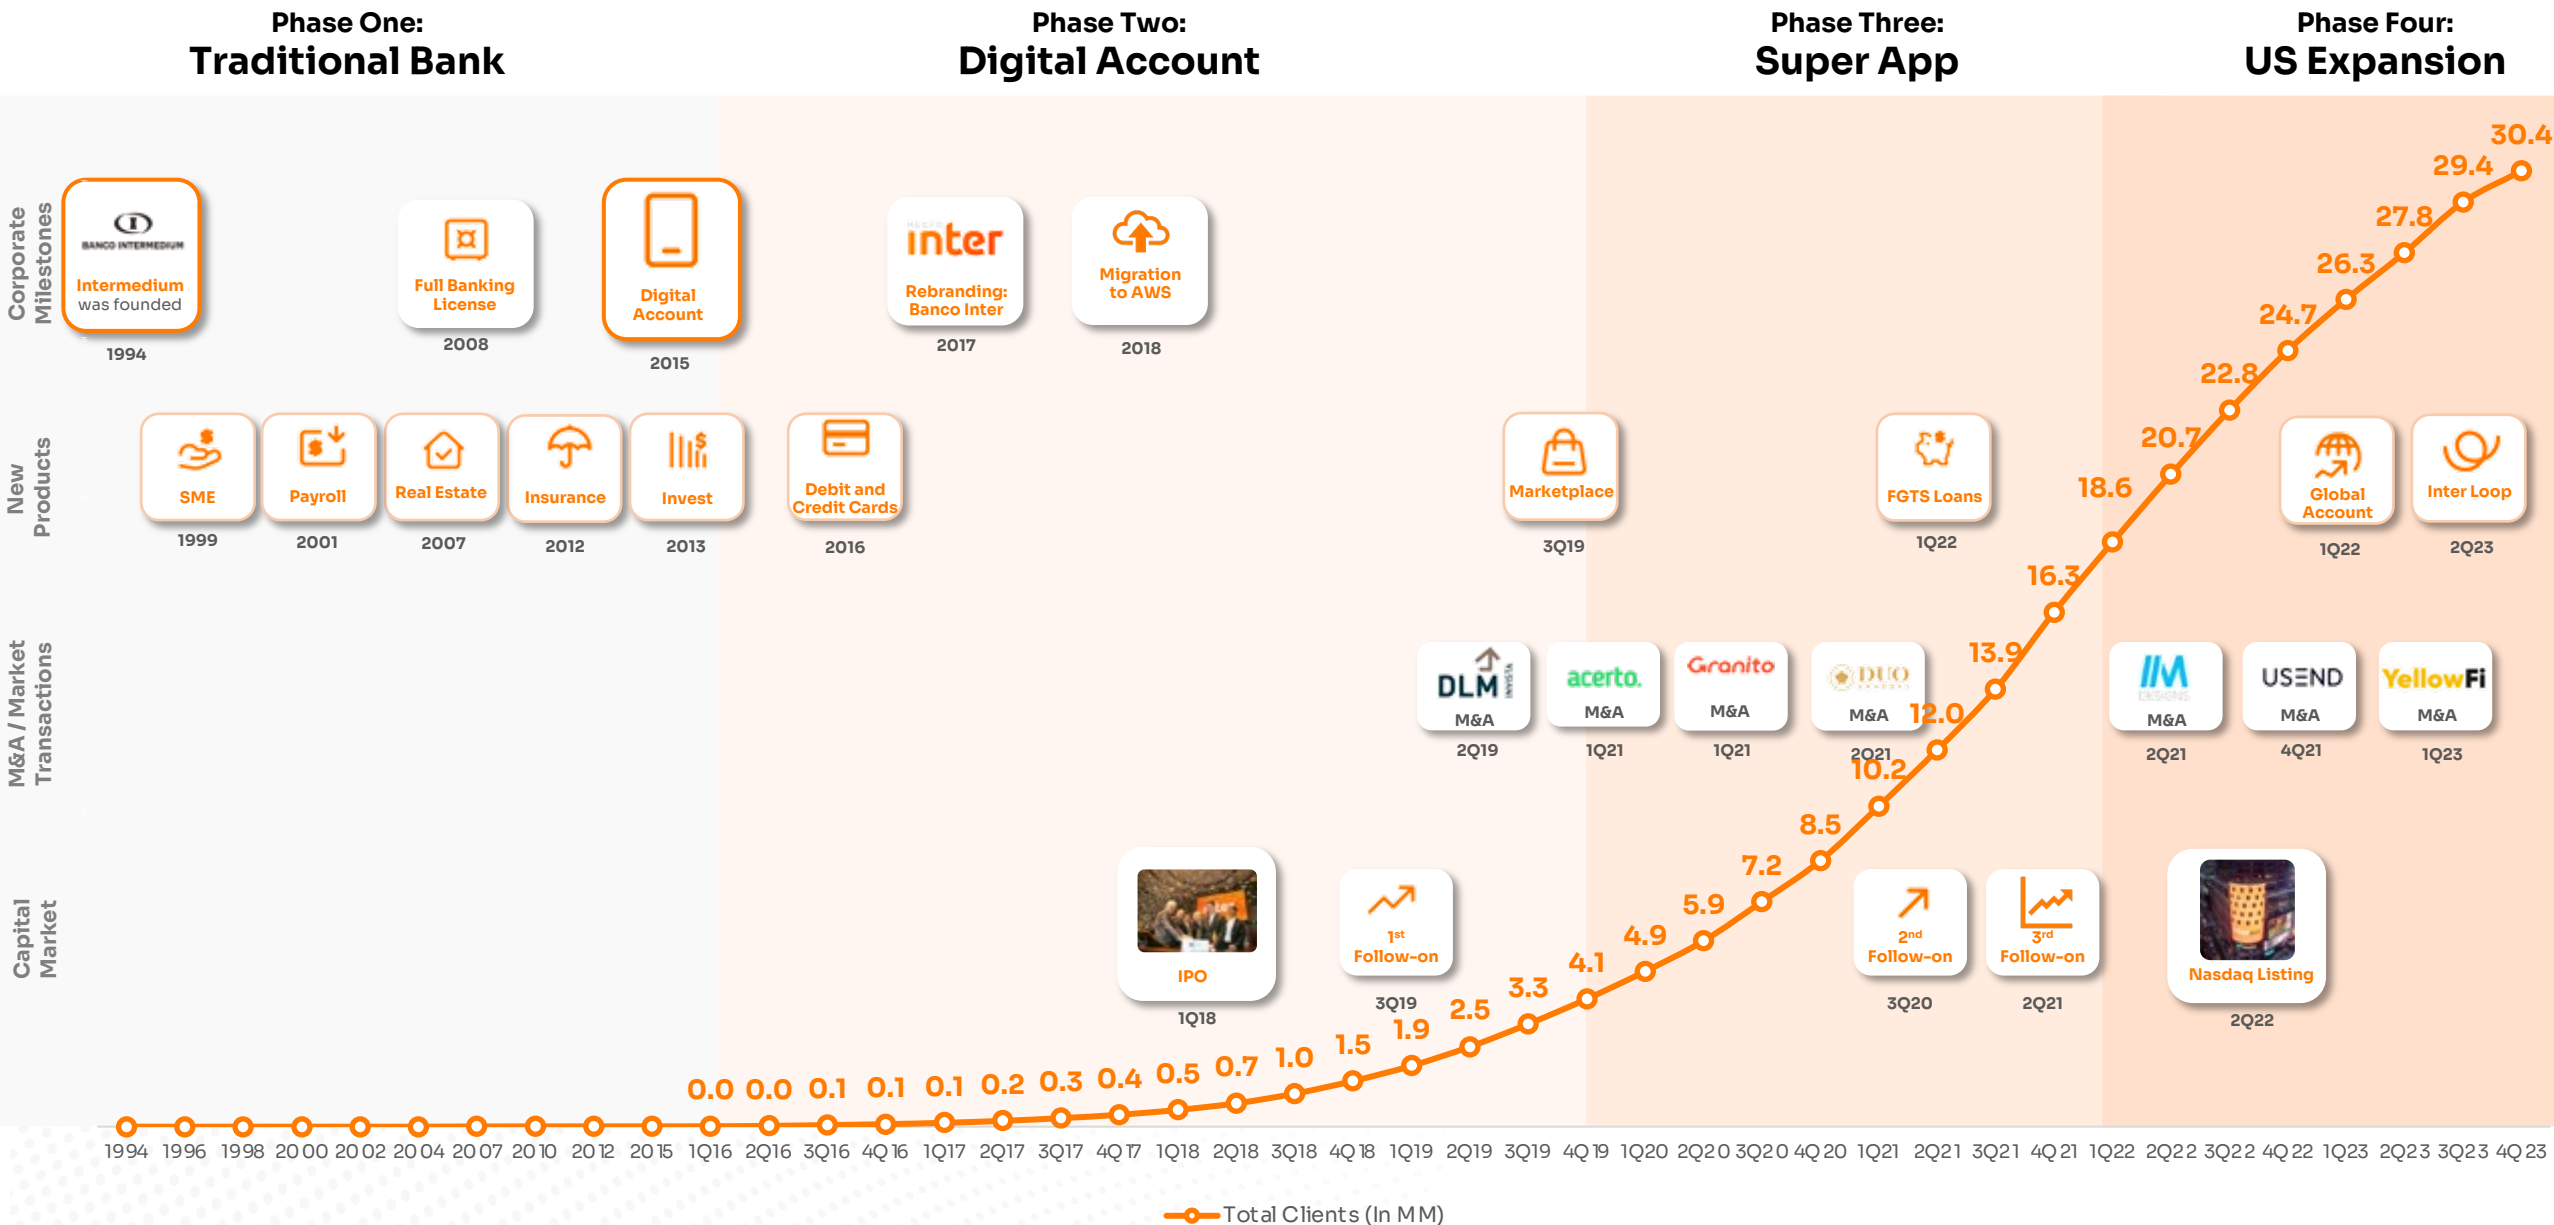 Phase One:
Traditional Bank
Phase Two:
Digital Account
Phase Three:
Super App
Phase Four:
US Expansion
Corporate
Milestones
BANCO INTERMEDIUM
Intermedium
was founded
1994
Full Banking
License
2008
Digital
Account
2015
inter
Rebranding:
Banco Inter
2017
Migration
to AWS
2018
New
Products
SME
1999
Payroll
2001
Real Estate
2007
Insurance
2012
Invest
2013
Debit and
Credit Cards
2016
Marketplace
3Q19
FGTS Loans
1Q22
Global
Account
1Q22
Inter Loop
2Q23
M&A / Market
Transactions
DLM
INVISTA
M&A
2Q19
acerto.
M&A
1Q21
Granito
M&A
1Q21
DUO
M&A
2Q21
IM
DESIGNS
M&A
2Q21
USEND
M&A
4Q21
YellowFi
M&A
1Q23
Capital
Market
IPO
1Q18
1st
Follow-on
3Q19
2nd
Follow-on
3Q20
3rd
Follow-on
2Q21
Nasdaq Listing
2Q22
0.0 0.0 0.1 0.1 0.1 0.2 0.3 0.4 0.5 0.7 1.0 1.5 1.9 2.5 3.3 4.1 4.9 5.9 7.2 8.5 10.2 12.0 13.9 16.3 18.6 20.7 22.8 24.7 26.3 27.8 29.4 30.4
1994 1996 1998 2000 2002 2004 2007 2010 2012 2015 1Q16 2Q16 3Q16 4Q16 1Q17 2Q17 3Q17 4Q17 1Q18 2Q18 3Q18 4Q18 1Q19 2Q19 3Q19 4Q19 1Q20 2Q20 3Q20 4Q20 1Q21 2Q21 3Q21 4Q21 1Q22 2Q22 3Q22 4Q22 1Q23 2Q23 3Q23 4Q23
Total Clients (In MM)